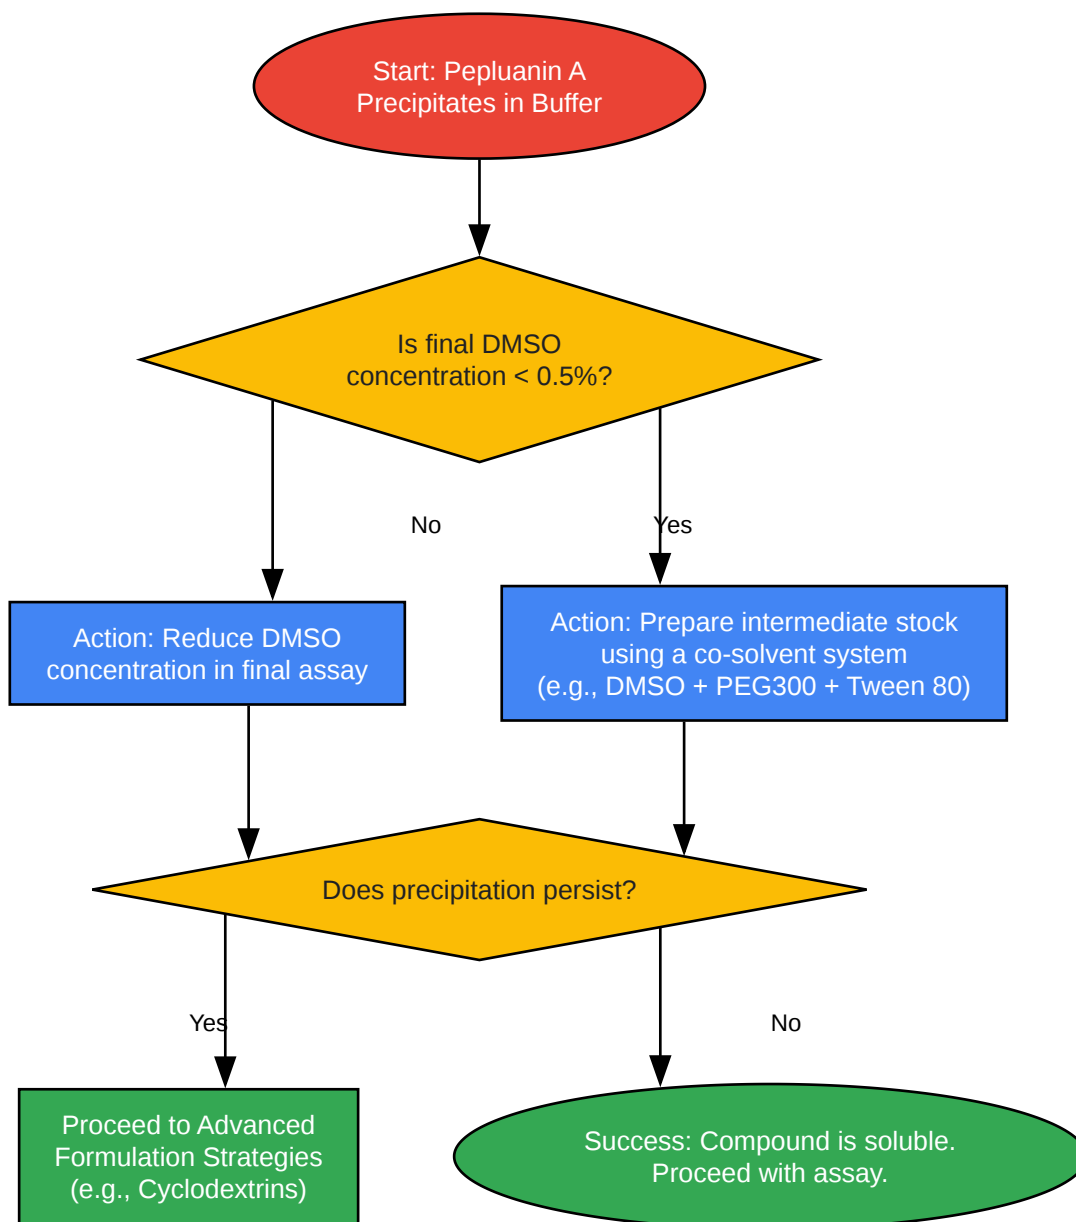 Start: Pepluanin A
Precipitates in Buffer
Is final DMSO
concentration < 0.5%?
No
Yes
Action: Reduce DMSO
concentration in final assay
Action: Prepare intermediate stock
using a co-solvent system
(e.g., DMSO + PEG300 + Tween 80)
Does precipitation persist?
Yes
No
Proceed to Advanced
Formulation Strategies
(e.g., Cyclodextrins)
Success: Compound is soluble.
Proceed with assay.